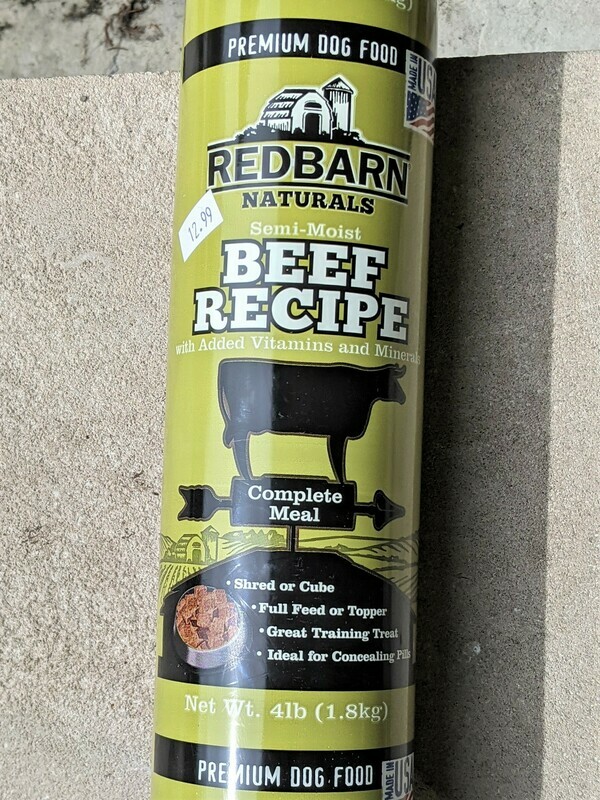 PREMIUM DOG FOOD
MADE IN
USA
REDBARN
NATURALS
12.99
Semi-Moist
BEEF
RECIPE
with Added Vitamins and Minerals
Complete
Meal
• Shred or Cube
• Full Feed or Topper
• Great Training Treat
• Ideal for Concealing Pills
Net Wt. 4lb (1.8kg)
PREMIUM DOG FOOD
MADE IN
USA